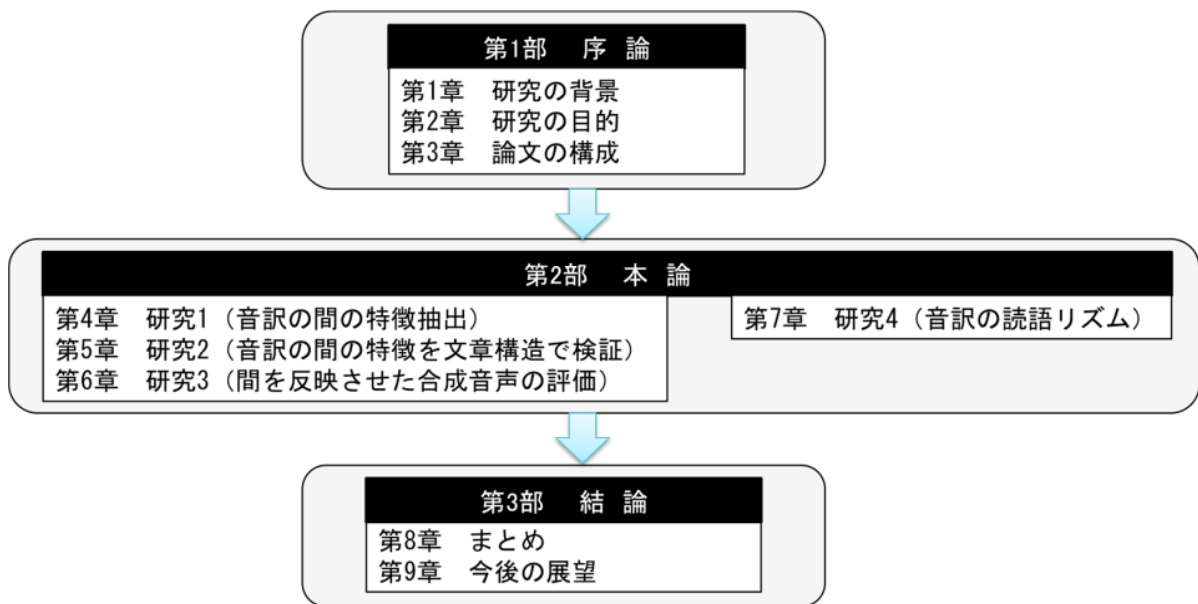 第1部 序 論
第1章 研究の背景
第2章 研究の目的
第3章 論文の構成
第2部 本 論
第4章 研究1（音訳の間の特徴抽出）
第5章 研究2（音訳の間の特徴を文章構造で検証）
第6章 研究3（間を反映させた合成音声の評価）
第7章 研究4（音訳の読語リズム）
第3部 結 論
第8章 まとめ
第9章 今後の展望